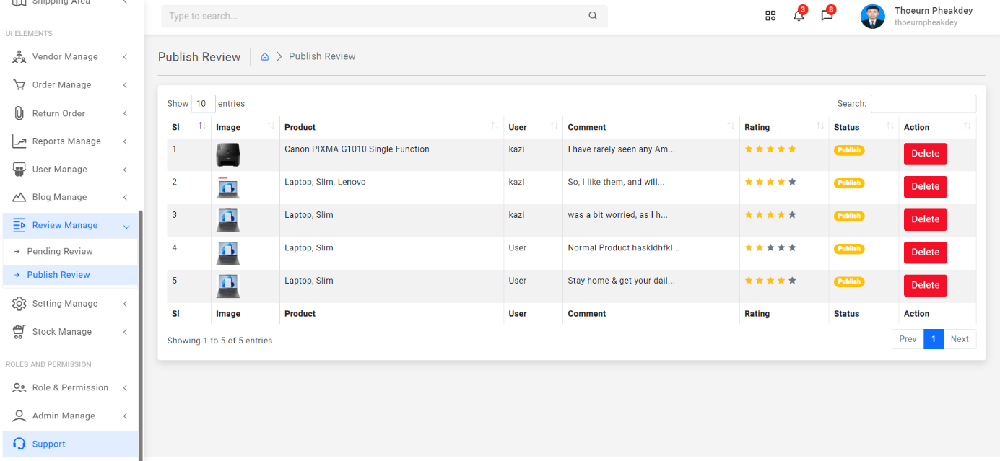 Shipping Area
UI ELEMENTS
Vendor Manage
Order Manage
Return Order
Reports Manage
User Manage
Blog Manage
Review Manage
Pending Review
Publish Review
Setting Manage
Stock Manage
ROLES AND PERMISSION
Role & Permission
Admin Manage
Support
Type to search...
3
8
Thoeurn Pheakdey
thoeurnpheakdey
Publish Review
Publish Review
Show 10 entries
Search:
Sl Image Product User Comment Rating Status Action
1 Canon PIXMA G1010 Single Function kazi I have rarely seen any Am... Publish Delete
2 Laptop, Slim, Lenovo kazi So, I like them, and will... Publish Delete
3 Laptop, Slim kazi was a bit worried, as I h... Publish Delete
4 Laptop, Slim User Normal Product haskldhfkl... Publish Delete
5 Laptop, Slim User Stay home & get your dail... Publish Delete
Sl Image Product User Comment Rating Status Action
Showing 1 to 5 of 5 entries
Prev 1 Next